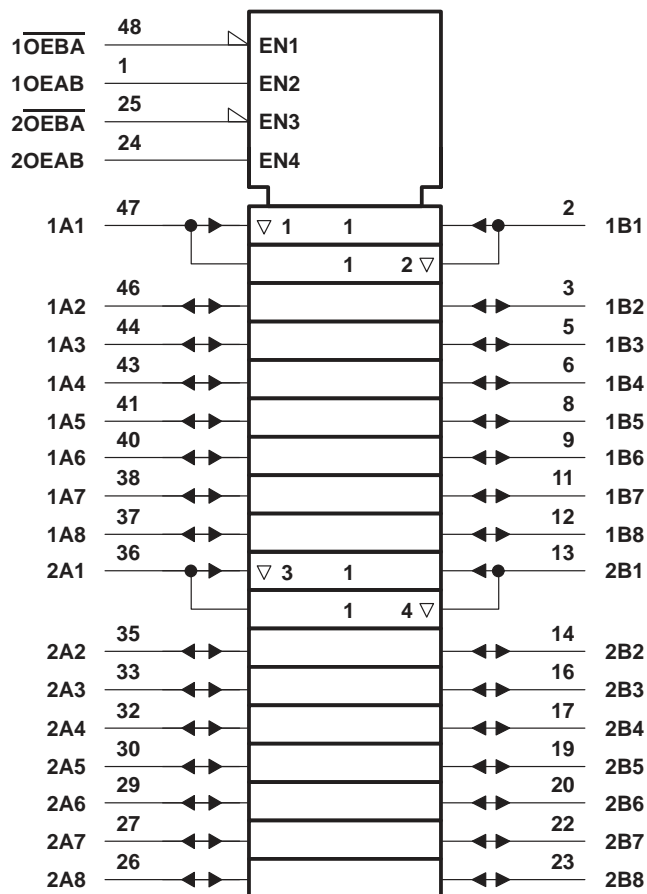 1O̅E̅B̅A̅ 48 EN1
1OEAB 1 EN2
2O̅E̅B̅A̅ 25 EN3
2OEAB 24 EN4
1A1 47 ▽ 1 1 2 1B1
1 2 ▽
1A2 46 3 1B2
1A3 44 5 1B3
1A4 43 6 1B4
1A5 41 8 1B5
1A6 40 9 1B6
1A7 38 11 1B7
1A8 37 12 1B8
2A1 36 ▽ 3 1 13 2B1
1 4 ▽
2A2 35 14 2B2
2A3 33 16 2B3
2A4 32 17 2B4
2A5 30 19 2B5
2A6 29 20 2B6
2A7 27 22 2B7
2A8 26 23 2B8